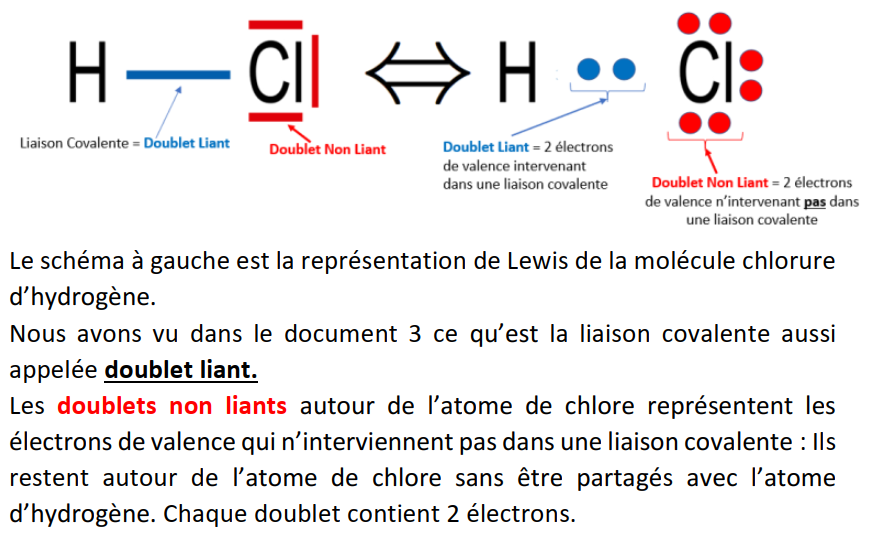 H Cl H Cl
Liaison Covalente = Doublet Liant
Doublet Non Liant
Doublet Liant = 2 électrons
de valence intervenant
dans une liaison covalente
Doublet Non Liant = 2 électrons
de valence n'intervenant pas dans
une liaison covalente
Le schéma à gauche est la représentation de Lewis de la molécule chlorure
d'hydrogène.
Nous avons vu dans le document 3 ce qu'est la liaison covalente aussi
appelée doublet liant.
Les doublets non liants autour de l'atome de chlore représentent les
électrons de valence qui n'interviennent pas dans une liaison covalente : Ils
restent autour de l'atome de chlore sans être partagés avec l'atome
d'hydrogène. Chaque doublet contient 2 électrons.